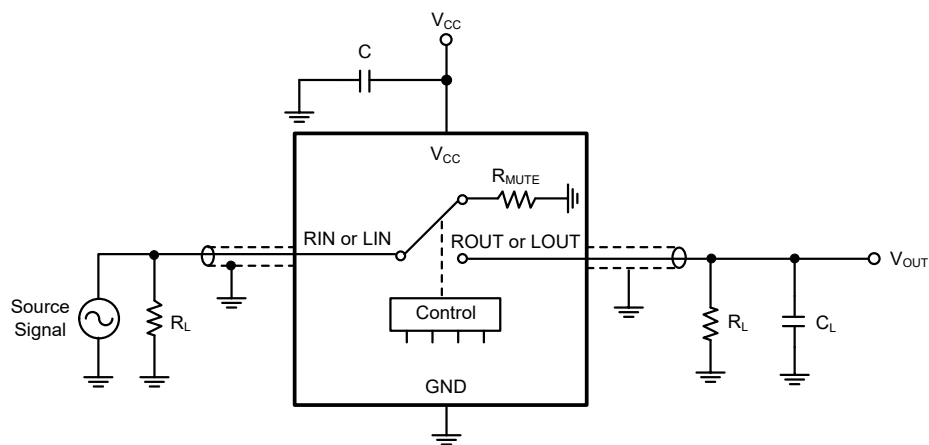 VCC
C
VCC
RMUTE
RIN or LIN
ROUT or LOUT
VOUT
Source
Signal
RL
Control
RL
CL
GND